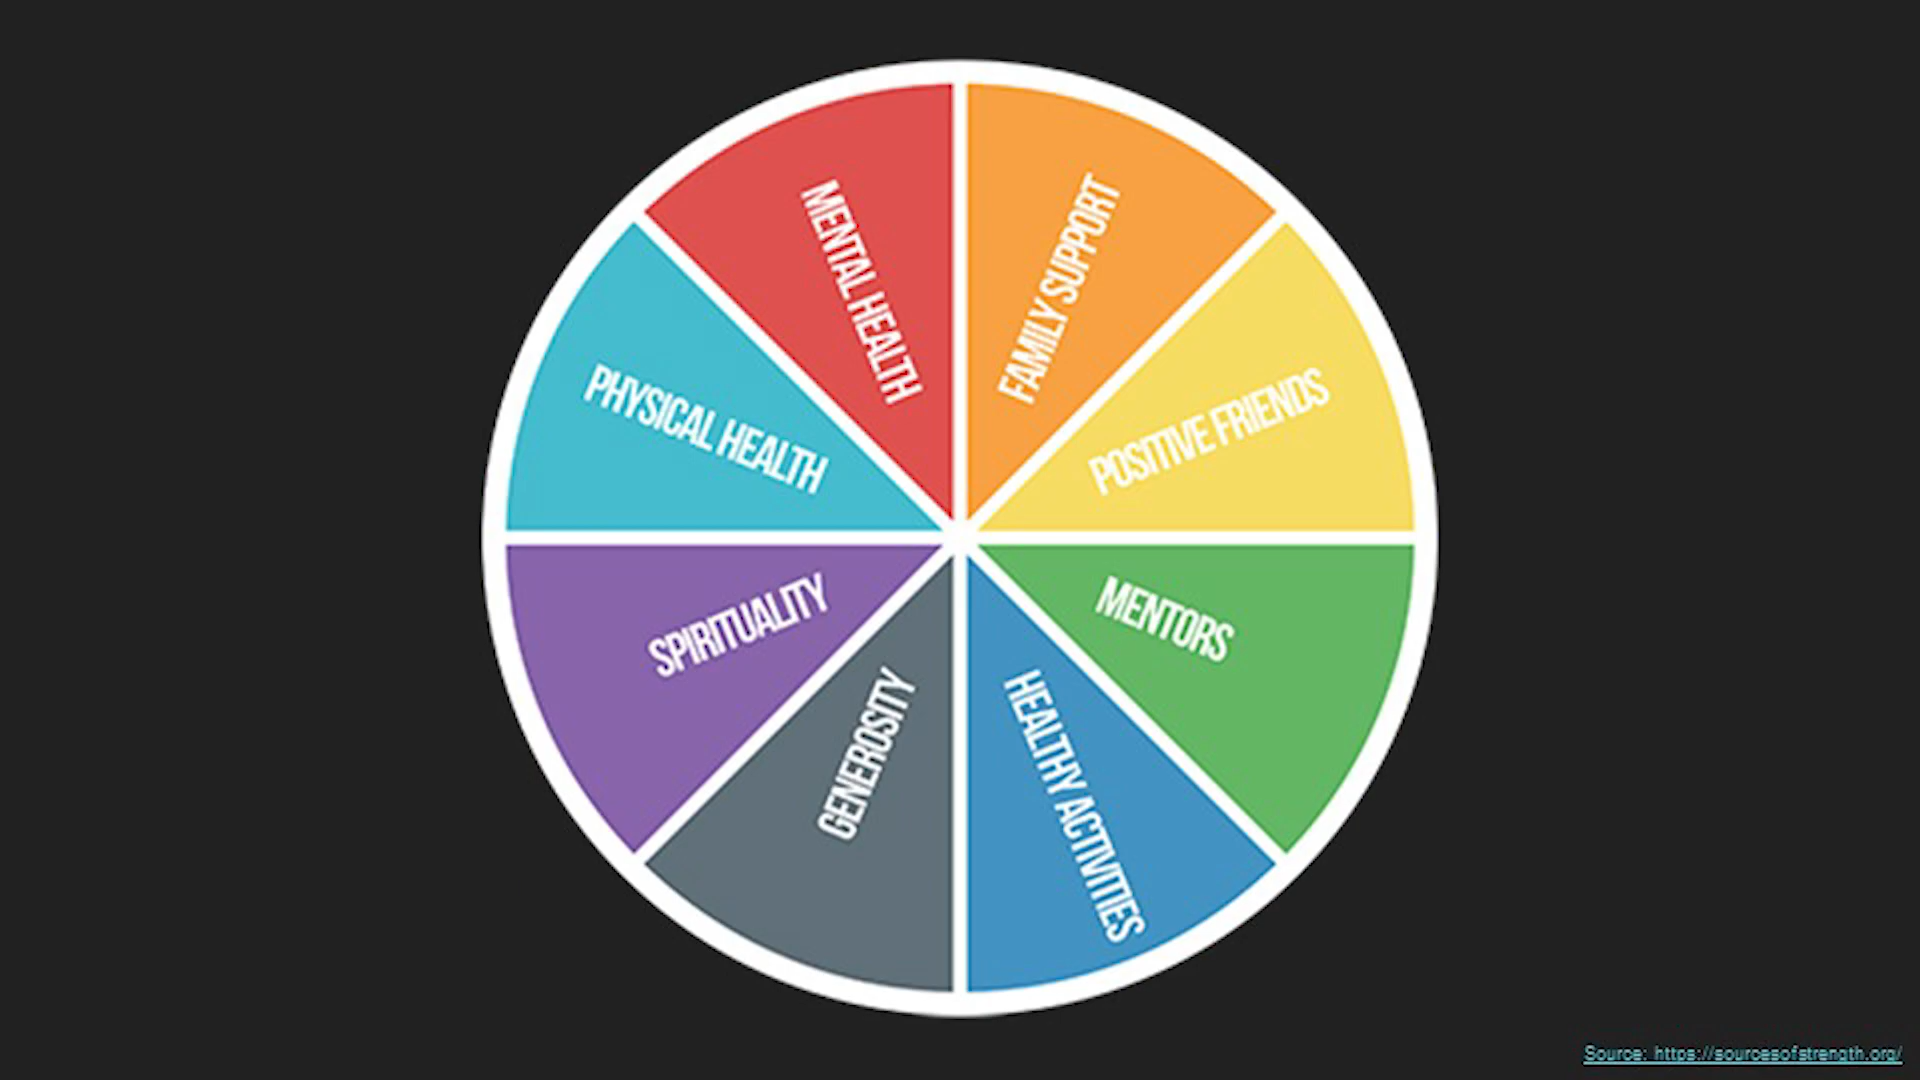 MENTAL HEALTH
FAMILY SUPPORT
POSITIVE FRIENDS
MENTORS
HEALTHY ACTIVITIES
GENEROSITY
SPIRITUALITY
PHYSICAL HEALTH
Source: https://sourcesofstrength.org/